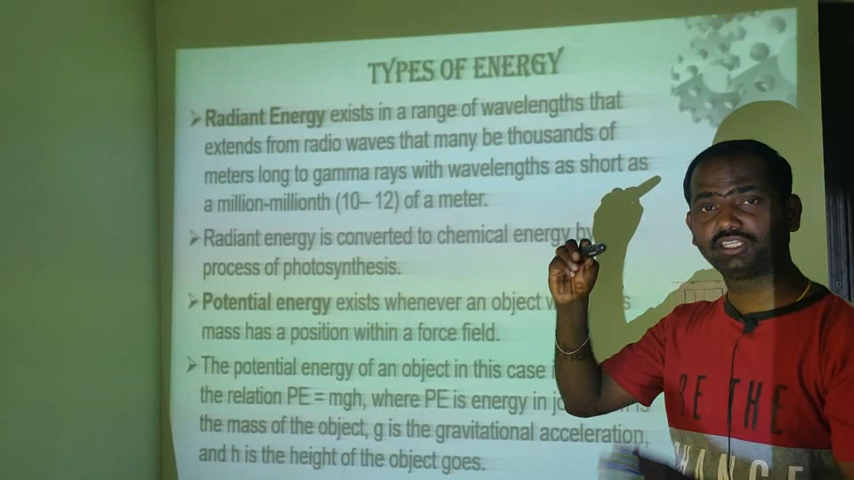 TYPES OF ENERGY
➢ Radiant Energy exists in a range of wavelengths that
extends from radio waves that many be thousands of
meters long to gamma rays with wavelengths as short as
a million-millionth (10– 12) of a meter.
➢ Radiant energy is converted to chemical energy by
process of photosynthesis.
➢ Potential energy exists whenever an object
mass has a position within a force field.
➢ The potential energy of an object in this case
the relation PE = mgh, where PE is energy in
the mass of the object, g is the gravitational acceleration,
and h is the height of the object goes.
BE THE
CHANGE